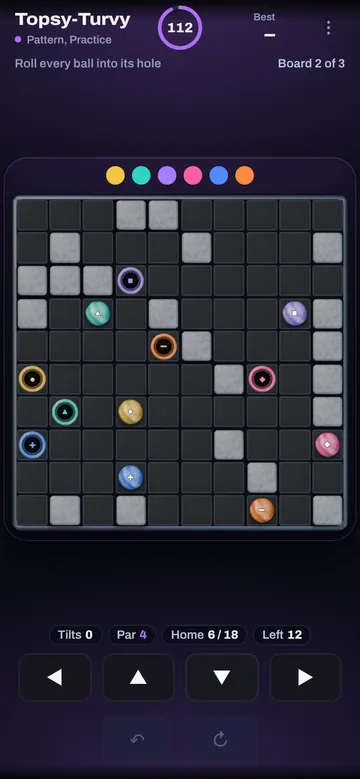 Topsy-Turvy
Pattern, Practice
112
Best
–
Roll every ball into its hole
Board 2 of 3
Tilts 0
Par 4
Home 6 / 18
Left 12